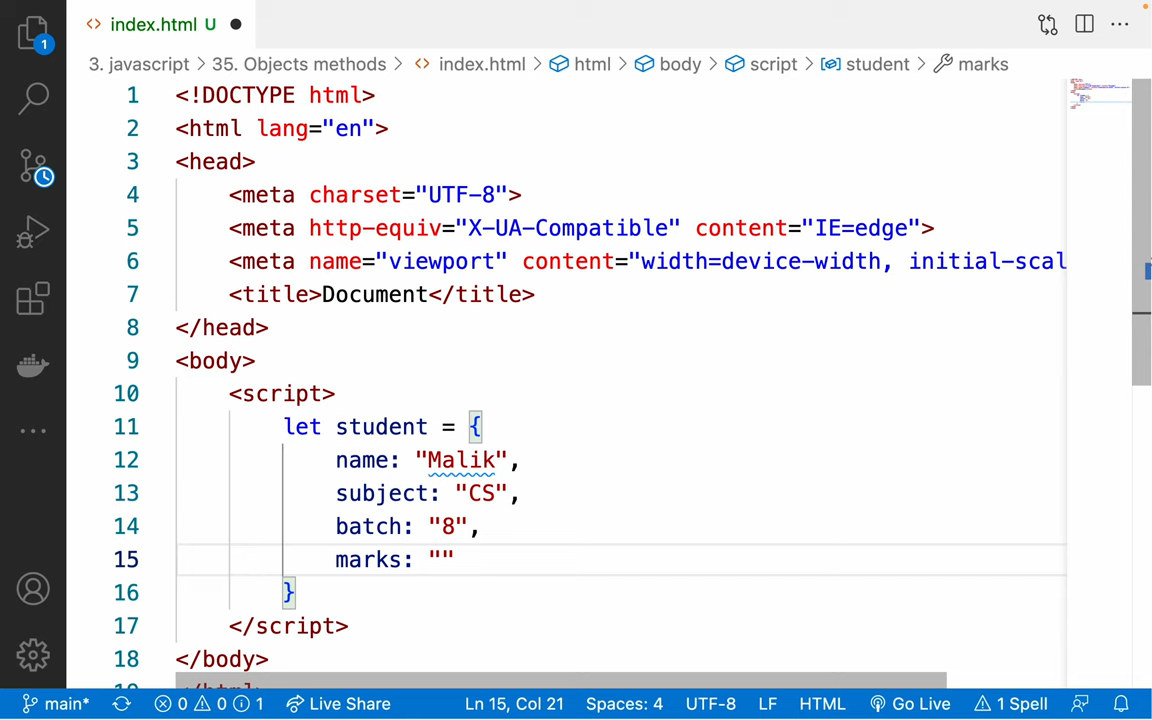 index.html U
1
3. javascript > 35. Objects methods > index.html > html > body > script > student > marks
1 <!DOCTYPE html>
2 <html lang="en">
3 <head>
4 <meta charset="UTF-8">
5 <meta http-equiv="X-UA-Compatible" content="IE=edge">
6 <meta name="viewport" content="width=device-width, initial-scal
7 <title>Document</title>
8 </head>
9 <body>
10 <script>
11 let student = {
12 name: "Malik",
13 subject: "CS",
14 batch: "8",
15 marks: ""
16 }
17 </script>
18 </body>
19 </html>
main* 0 0 1 Live Share Ln 15, Col 21 Spaces: 4 UTF-8 LF HTML Go Live 1 Spell